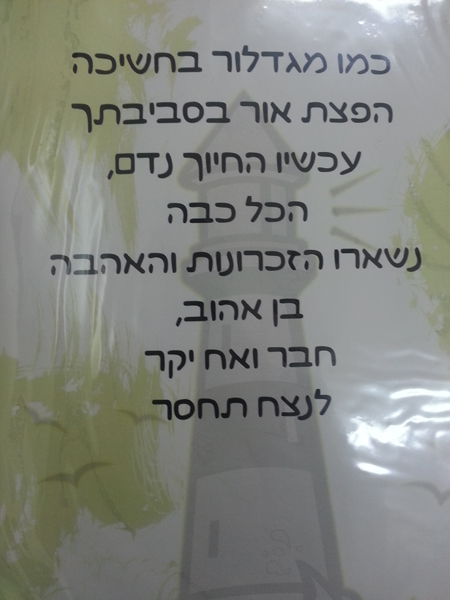 כמו מגדלור בחשיכה
הפצת אור בסביבתך
עכשיו החיוך נדם,
הכל כבה
נשארו הזכרונות והאהבה
בן אהוב,
חבר ואח יקר
לנצח תחסר